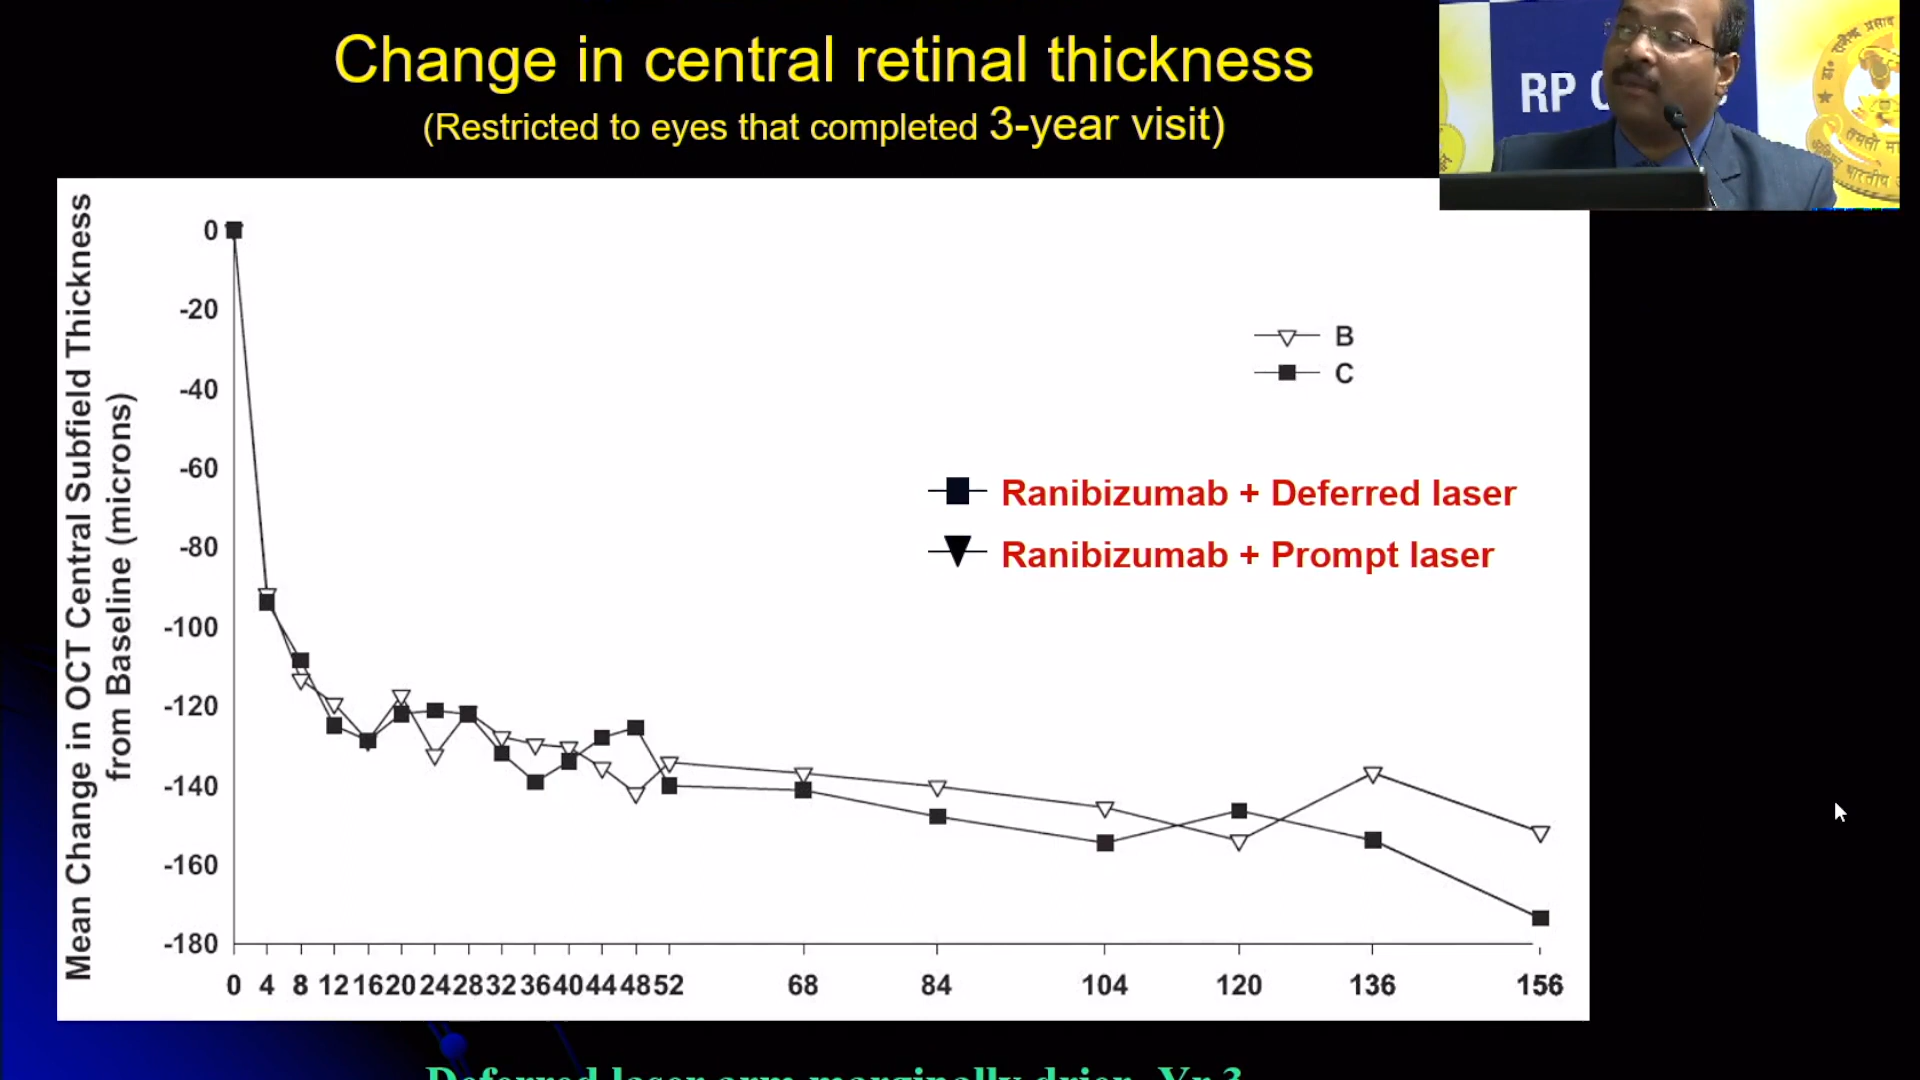 Change in central retinal thickness
(Restricted to eyes that completed 3-year visit)
RP C
Mean Change in OCT Central Subfield Thickness
from Baseline (microns)
0
-20
-40
-60
-80
-100
-120
-140
-160
-180
B
C
Ranibizumab + Deferred laser
Ranibizumab + Prompt laser
0 4 8 12 16 20 24 28 32 36 40 44 48 52 68 84 104 120 136 156
Deferred laser arm marginally drier- Yr 3